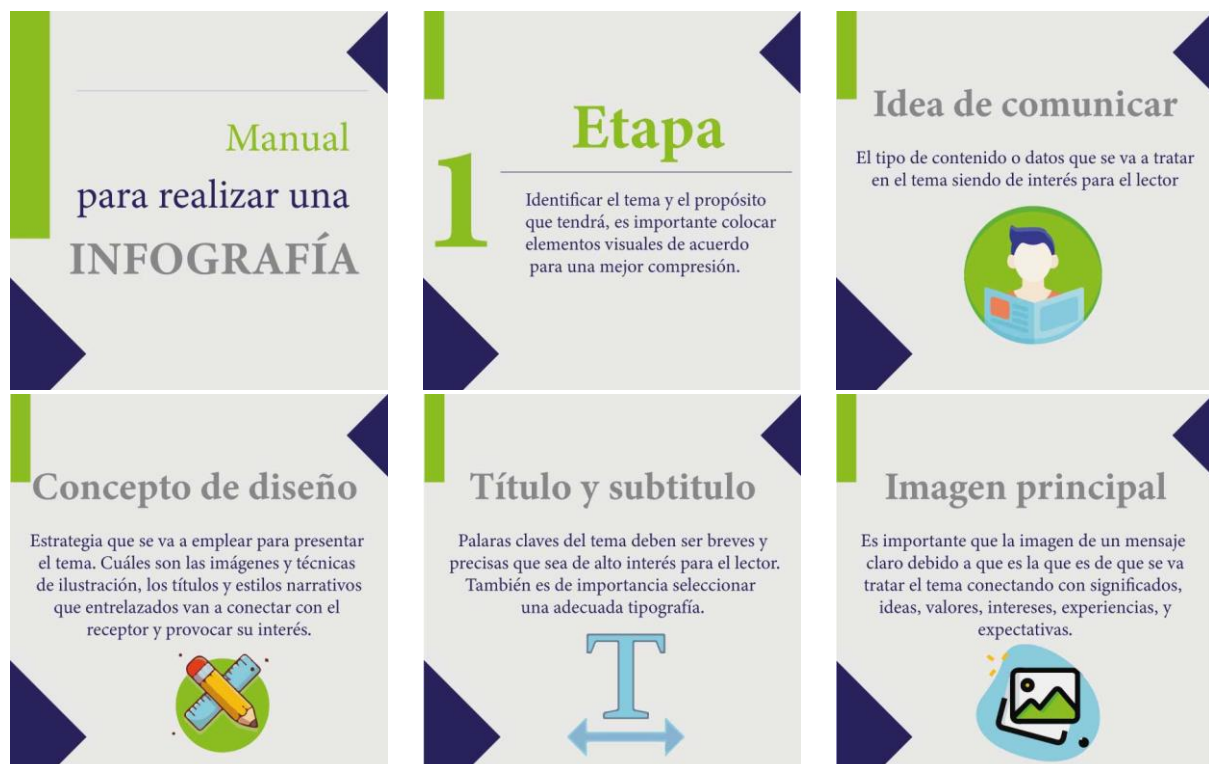 Manual
para realizar una
INFOGRAFÍA
1
Etapa
Identificar el tema y el propósito
que tendrá, es importante colocar
elementos visuales de acuerdo
para una mejor compresión.
Idea de comunicar
El tipo de contenido o datos que se va a tratar
en el tema siendo de interés para el lector
Concepto de diseño
Estrategia que se va a emplear para presentar
el tema. Cuáles son las imágenes y técnicas
de ilustración, los títulos y estilos narrativos
que entrelazados van a conectar con el
receptor y provocar su interés.
Título y subtitulo
Palaras claves del tema deben ser breves y
precisas que sea de alto interés para el lector.
También es de importancia seleccionar
una adecuada tipografía.
T
Imagen principal
Es importante que la imagen de un mensaje
claro debido a que es la que es de que se va
tratar el tema conectando con significados,
ideas, valores, intereses, experiencias, y
expectativas.